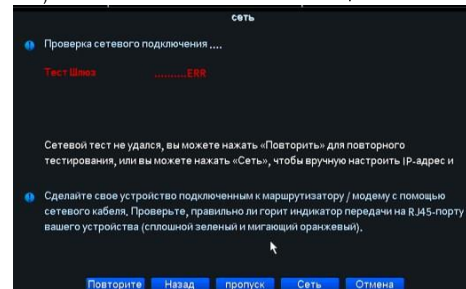 сеть
Проверка сетевого подключения ....
Тест Шлюз ..........ERR
Сетевой тест не удался, вы можете нажать «Повторить» для повторного
тестирования, или вы можете нажать «Сеть», чтобы вручную настроить IP-адрес и
Сделайте свое устройство подключенным к маршрутизатору / модему с помощью
сетевого кабеля. Проверьте, правильно ли горит индикатор передачи на RJ45-порту
вашего устройства (сплошной зеленый и мигающий оранжевый).
Повторите Назад пропуск Сеть Отмена